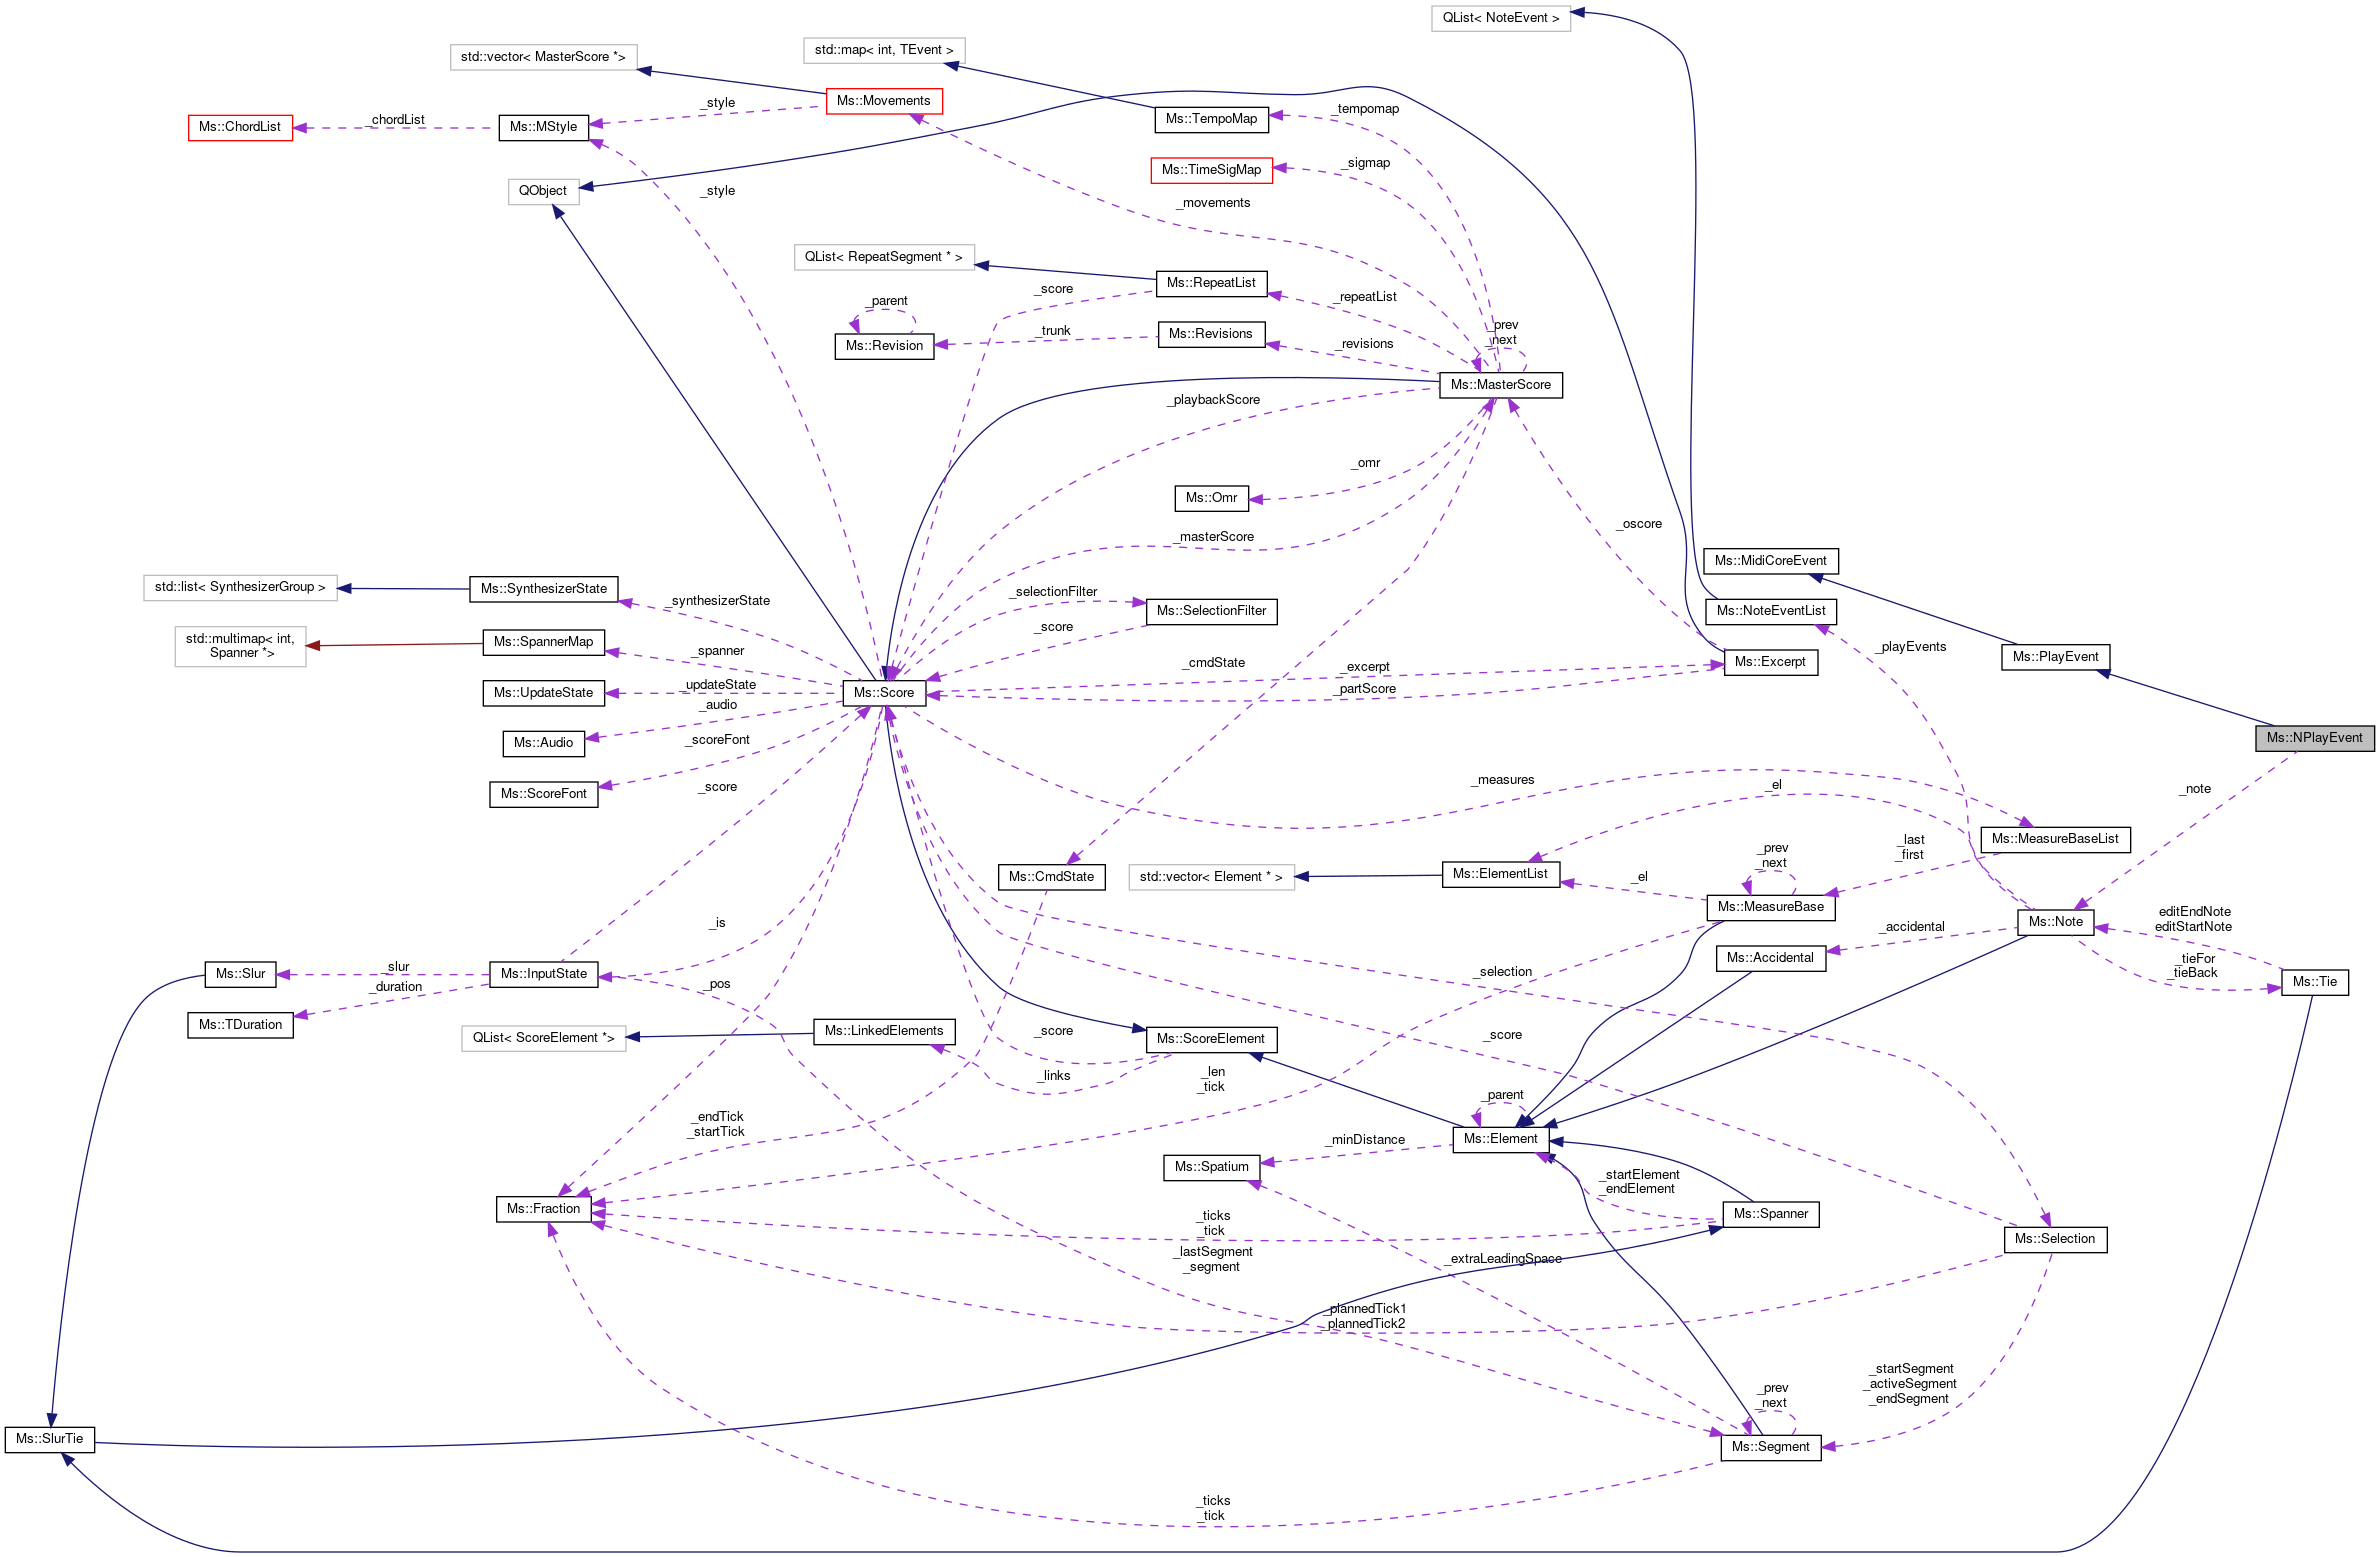 QList< NoteEvent >
std::map< int, TEvent >
std::vector< MasterScore *>
Ms::Movements
_style
_tempomap
Ms::TempoMap
_chordList
Ms::ChordList
Ms::MStyle
_sigmap
Ms::TimeSigMap
QObject
_style
_movements
QList< RepeatSegment * >
Ms::RepeatList
_score
_repeatList
_parent
_prev
_next
Ms::Revision
_trunk
Ms::Revisions
_revisions
Ms::MasterScore
_playbackScore
_omr
Ms::Omr
_oscore
_masterScore
Ms::MidiCoreEvent
std::list< SynthesizerGroup >
Ms::SynthesizerState
_synthesizerState
_selectionFilter
Ms::SelectionFilter
Ms::NoteEventList
std::multimap< int,
Spanner *>
Ms::SpannerMap
_spanner
_score
_playEvents
Ms::PlayEvent
_cmdState
_excerpt
Ms::Excerpt
Ms::UpdateState
_updateState
Ms::Score
_partScore
_audio
Ms::Audio
_scoreFont
Ms::NPlayEvent
Ms::ScoreFont
_score
_measures
_el
_note
Ms::MeasureBaseList
_last
_first
_prev
_next
Ms::CmdState
std::vector< Element * >
Ms::ElementList
_el
Ms::MeasureBase
Ms::Note
editEndNote
editStartNote
_is
_accidental
Ms::Accidental
_tieFor
_tieBack
Ms::Tie
Ms::Slur
_slur
Ms::InputState
_duration
_pos
_selection
Ms::TDuration
QList< ScoreElement *>
Ms::LinkedElements
_score
Ms::ScoreElement
_score
_links
_len
_tick
_endTick
_startTick
_parent
Ms::Element
_minDistance
Ms::Spatium
_startElement
_endElement
Ms::Fraction
_ticks
_tick
Ms::Spanner
Ms::Selection
_lastSegment
_segment
_extraLeadingSpace
_plannedTick1
_plannedTick2
_startSegment
_activeSegment
_endSegment
_prev
_next
Ms::SlurTie
Ms::Segment
_ticks
_tick